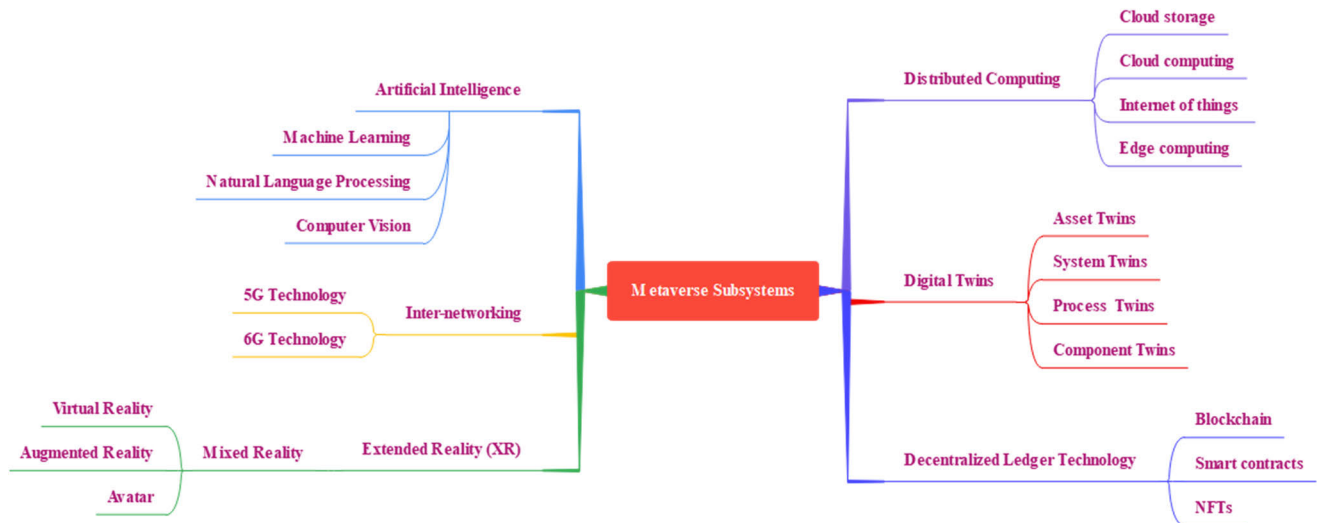 Artificial Intelligence
Machine Learning
Natural Language Processing
Computer Vision
5G Technology
6G Technology
Inter-networking
Virtual Reality
Augmented Reality
Avatar
Mixed Reality
Extended Reality (XR)
Metaverse Subsystems
Distributed Computing
Cloud storage
Cloud computing
Internet of things
Edge computing
Digital Twins
Asset Twins
System Twins
Process Twins
Component Twins
Decentralized Ledger Technology
Blockchain
Smart contracts
NFTs